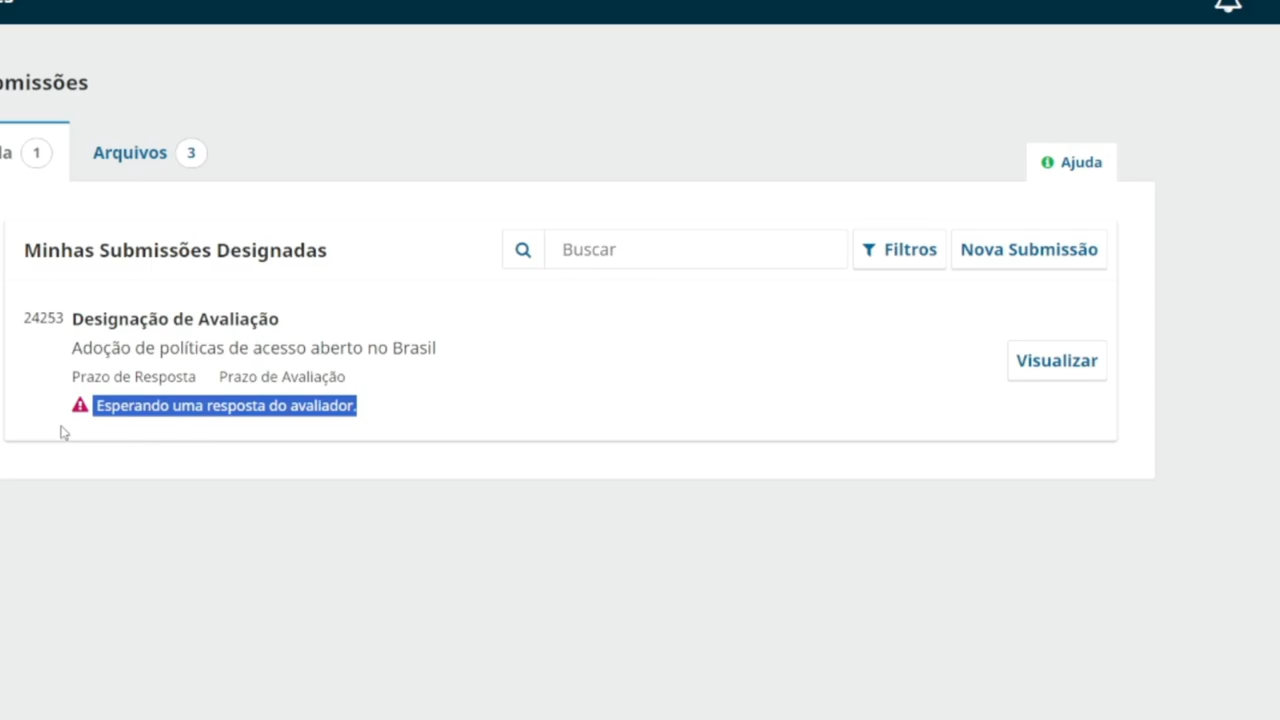 omissões
la 1
Arquivos 3
Ajuda
Minhas Submissões Designadas
Buscar
Filtros
Nova Submissão
24253 Designação de Avaliação
Adoção de políticas de acesso aberto no Brasil
Visualizar
Prazo de Resposta Prazo de Avaliação
Esperando uma resposta do avaliador.